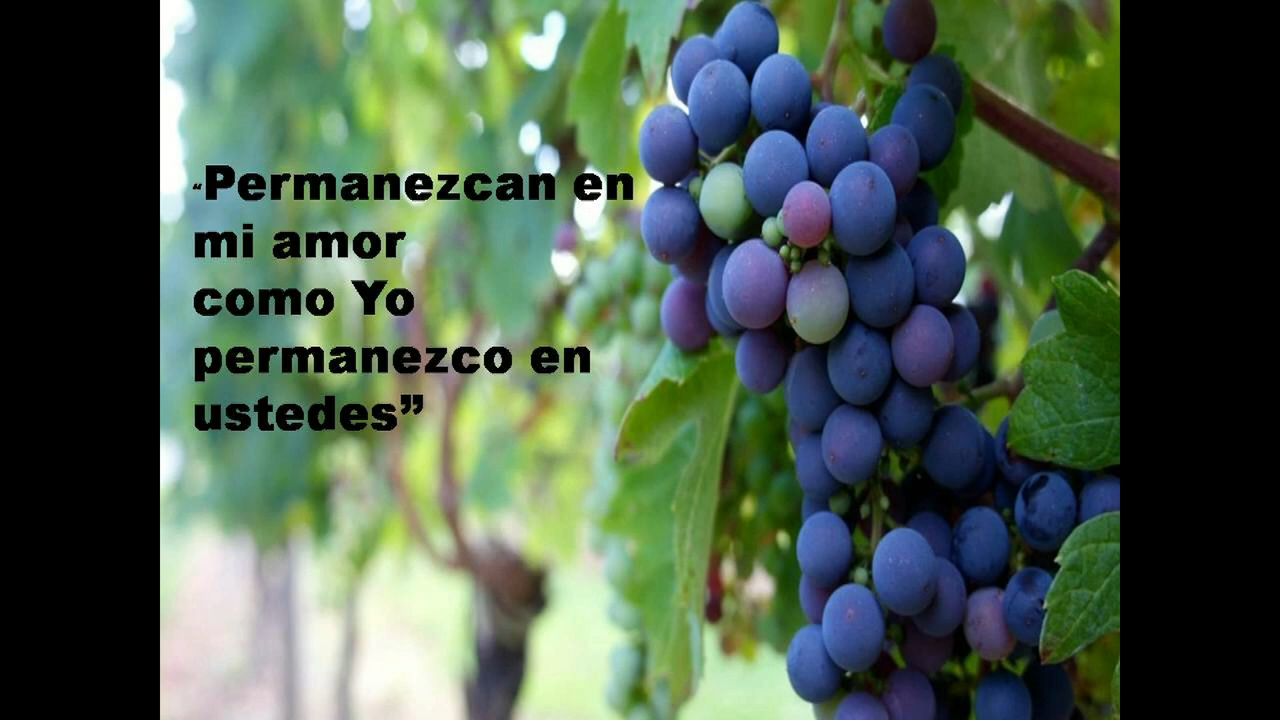 “Permanezcan en
mi amor
como Yo
permanezco en
ustedes”